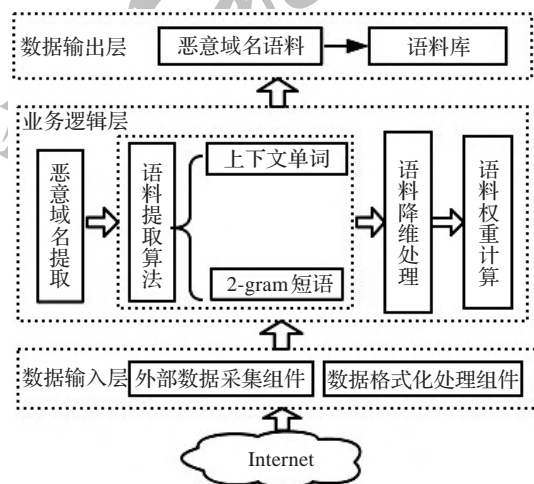 数据输出层
恶意域名语料
语料库
业务逻辑层
恶意域名提取
语料提取算法
上下文单词
2-gram短语
语料降维处理
语料权重计算
数据输入层
外部数据采集组件
数据格式化处理组件
Internet